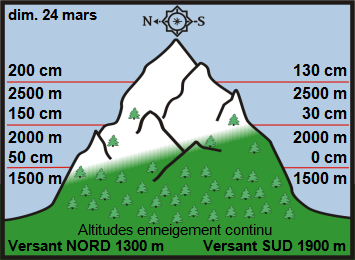 dim. 24 mars
N S
200 cm 130 cm
2500 m 2500 m
150 cm 30 cm
2000 m 2000 m
50 cm 0 cm
1500 m 1500 m
Altitudes enneigement continu
Versant NORD 1300 m Versant SUD 1900 m